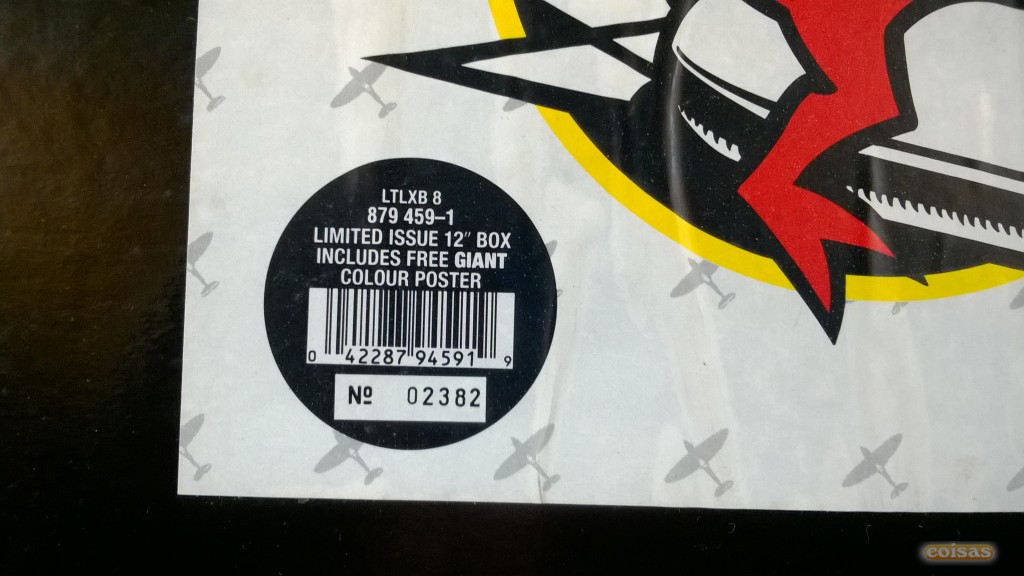 LTLXB 8
879 459-1
LIMITED ISSUE 12" BOX
INCLUDES FREE GIANT
COLOUR POSTER
0 42287 94591 9
Nº 02382
coisas